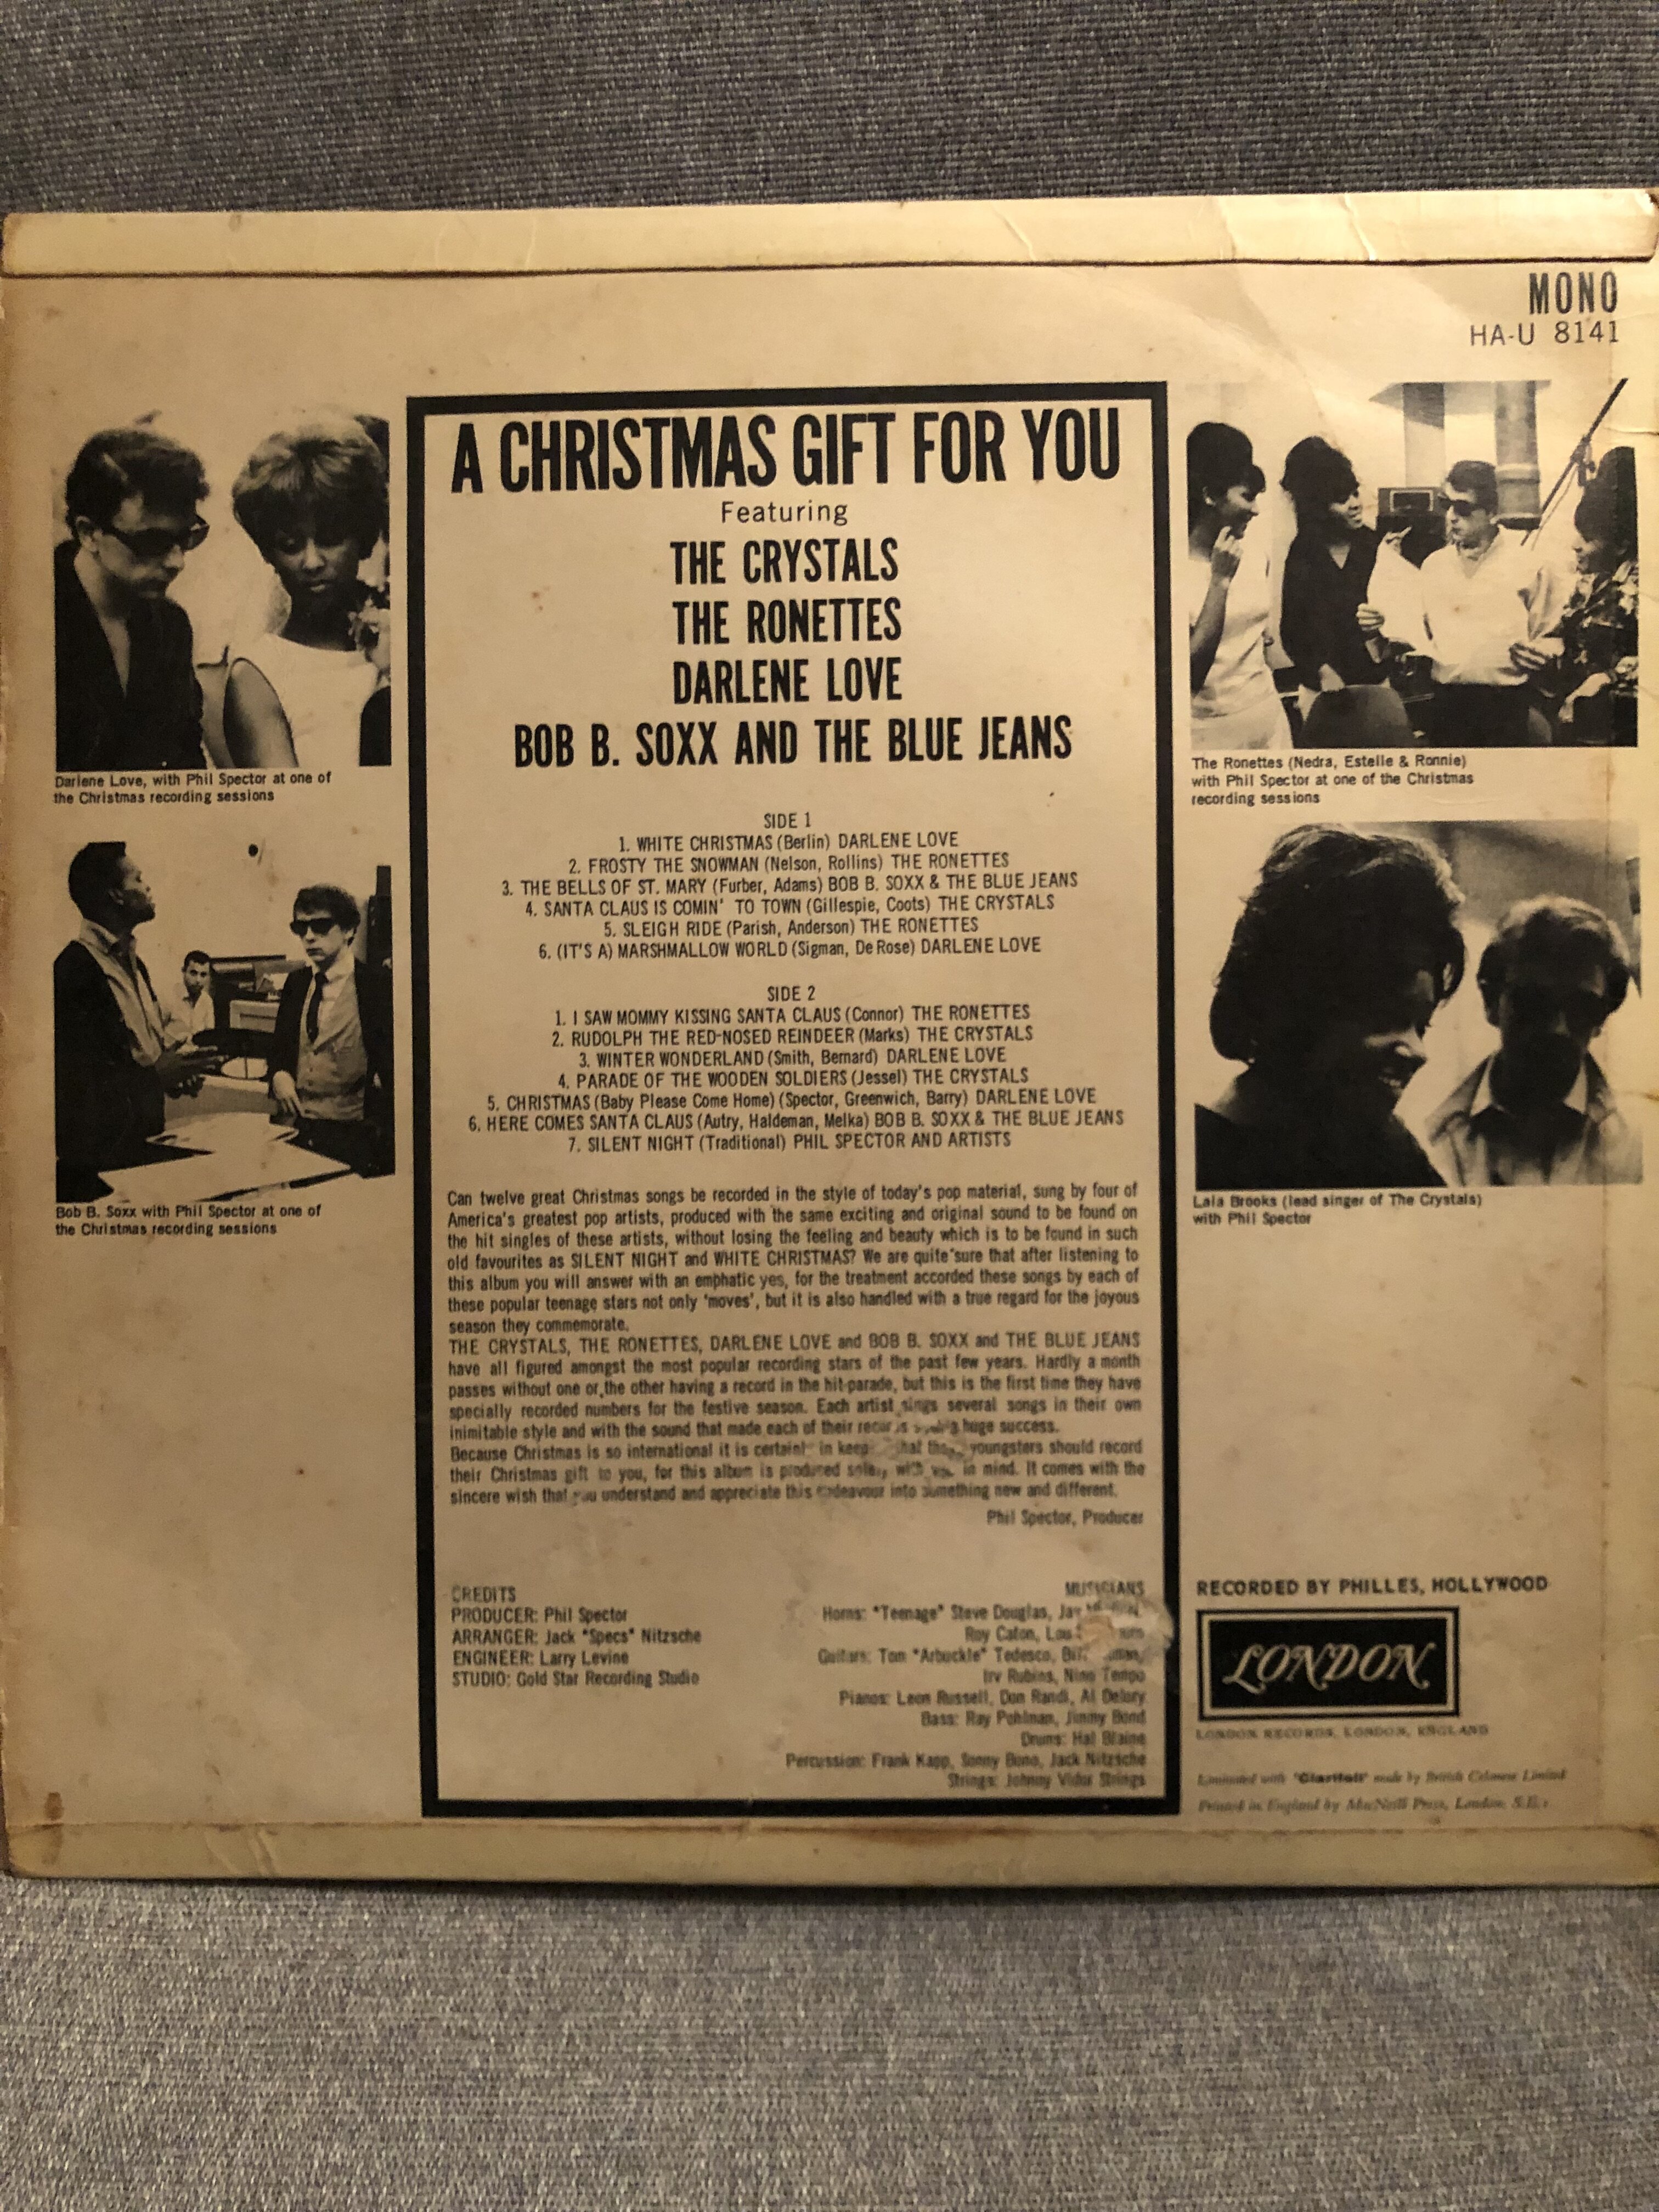 MONO
HA-U 8141
A CHRISTMAS GIFT FOR YOU
Featuring
THE CRYSTALS
THE RONETTES
DARLENE LOVE
BOB B. SOXX AND THE BLUE JEANS
Darlene Love, with Phil Spector at one of
the Christmas recording sessions
The Ronettes (Nedra, Estelle & Ronnie)
with Phil Spector at one of the Christmas
recording sessions
SIDE 1
1. WHITE CHRISTMAS (Berlin) DARLENE LOVE
2. FROSTY THE SNOWMAN (Nelson, Rollins) THE RONETTES
3. THE BELLS OF ST. MARY (Furber, Adams) BOB B. SOXX & THE BLUE JEANS
4. SANTA CLAUS IS COMIN' TO TOWN (Gillespie, Coots) THE CRYSTALS
5. SLEIGH RIDE (Parish, Anderson) THE RONETTES
6. (IT'S A) MARSHMALLOW WORLD (Sigman, De Rose) DARLENE LOVE
SIDE 2
1. I SAW MOMMY KISSING SANTA CLAUS (Connor) THE RONETTES
2. RUDOLPH THE RED-NOSED REINDEER (Marks) THE CRYSTALS
3. WINTER WONDERLAND (Smith, Bernard) DARLENE LOVE
4. PARADE OF THE WOODEN SOLDIERS (Jessel) THE CRYSTALS
5. CHRISTMAS (Baby Please Come Home) (Spector, Greenwich, Barry) DARLENE LOVE
6. HERE COMES SANTA CLAUS (Autry, Haldeman, Melka) BOB B. SOXX & THE BLUE JEANS
7. SILENT NIGHT (Traditional) PHIL SPECTOR AND ARTISTS
Bob B. Soxx with Phil Spector at one of
the Christmas recording sessions
Lala Brooks (lead singer of The Crystals)
with Phil Spector
Can twelve great Christmas songs be recorded in the style of today's pop material, sung by four of
America's greatest pop artists, produced with the same exciting and original sound to be found on
the hit singles of these artists, without losing the feeling and beauty which is to be found in such
old favourites as SILENT NIGHT and WHITE CHRISTMAS? We are quite sure that after listening to
this album you will answer with an emphatic yes, for the treatment accorded these songs by each of
these popular teenage stars not only 'moves', but it is also handled with a true regard for the joyous
season they commemorate.
THE CRYSTALS, THE RONETTES, DARLENE LOVE and BOB B. SOXX and THE BLUE JEANS
have all figured amongst the most popular recording stars of the past few years. Hardly a month
passes without one or the other having a record in the hit-parade, but this is the first time they have
specially recorded numbers for the festive season. Each artist sings several songs in their own
inimitable style and with the sound that made each of their huge success.
Because Christmas is so international it is in youngsters should record
their Christmas gift to you, for this album is produced in mind. It comes with the
sincere wish that you understand and appreciate this endeavour into something new and different.
Phil Spector, Producer
CREDITS
PRODUCER: Phil Spector
ARRANGER: Jack "Specs" Nitzsche
ENGINEER: Larry Levine
STUDIO: Gold Star Recording Studio
MUSICIANS
Horns: "Teenage" Steve Douglas, Jay
Roy Caton, Lou
Guitars: Tom "Arbuckle" Tedesco, Bill
Irv Rubins, Nino Tempo
Pianos: Leon Russell, Don Randi, Al Delory
Bass: Ray Pohlman, Jimmy Bond
Drums: Hal Blaine
Percussion: Frank Kapp, Sonny Bono, Jack Nitzsche
Strings: Johnny Vidor Strings
RECORDED BY PHILLES, HOLLYWOOD
LONDON
LONDON RECORDS, LONDON, ENGLAND
Laminated with 'Clarifoil' made by British Celanese Limited
Printed in England by MacNeill Press, London, S.E.1